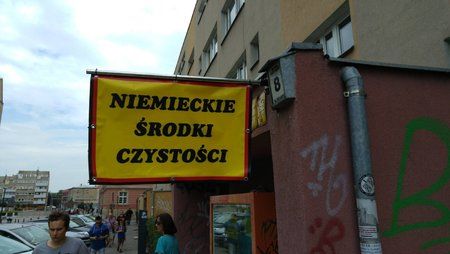 NIEMIECKIE
ŚRODKI
CZYSTOŚCI
8